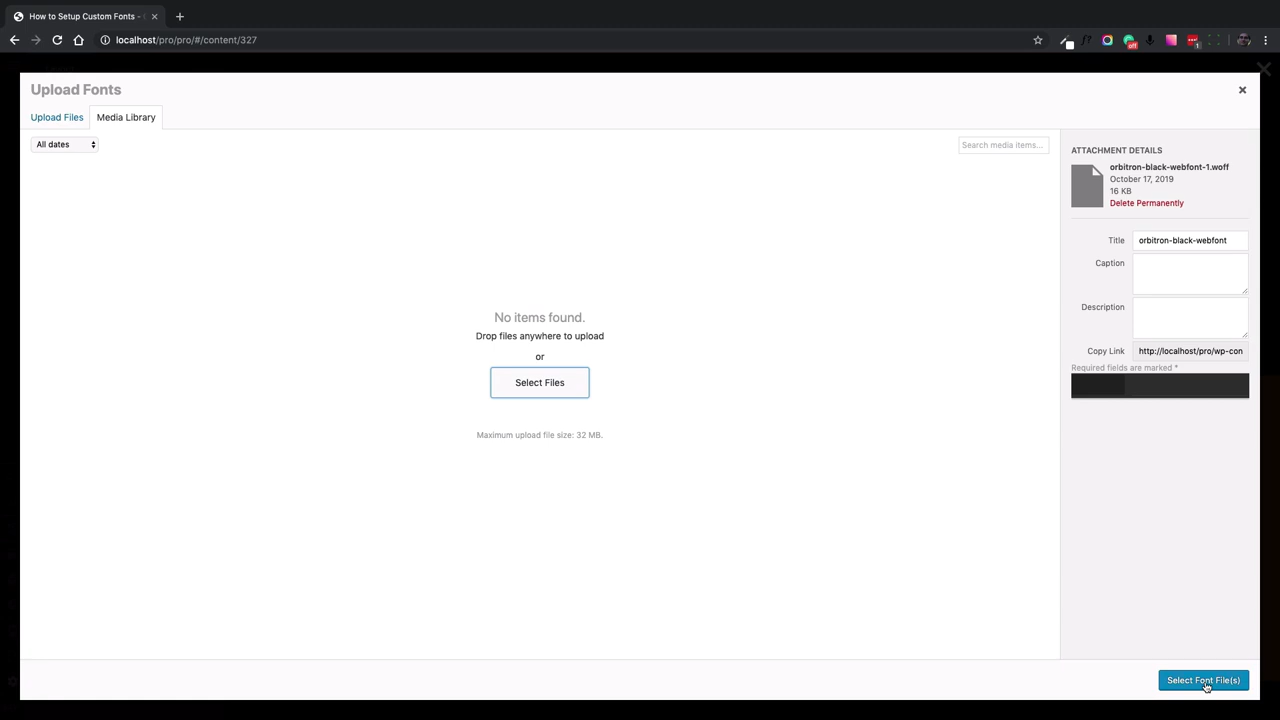 How to Setup Custom Fonts -
localhost/pro/pro/#/content/327
off
1
Upload Fonts
Upload Files
Media Library
All dates
Search media items...
No items found.
Drop files anywhere to upload
or
Select Files
Maximum upload file size: 32 MB.
ATTACHMENT DETAILS
orbitron-black-webfont-1.woff
October 17, 2019
16 KB
Delete Permanently
Title
orbitron-black-webfont
Caption
Description
Copy Link
http://localhost/pro/wp-con
Required fields are marked *
Select Font File(s)